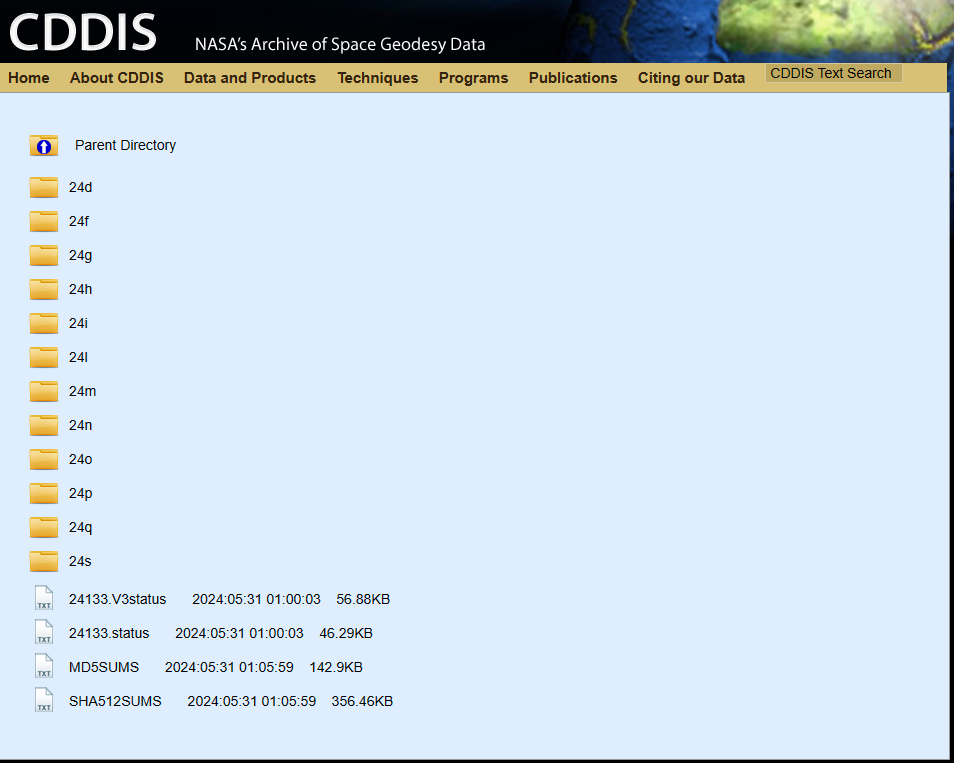 CDDIS NASA's Archive of Space Geodesy Data
Home About CDDIS Data and Products Techniques Programs Publications Citing our Data CDDIS Text Search
Parent Directory
24d
24f
24g
24h
24i
24l
24m
24n
24o
24p
24q
24s
TXT 24133.V3status 2024:05:31 01:00:03 56.88KB
TXT 24133.status 2024:05:31 01:00:03 46.29KB
TXT MD5SUMS 2024:05:31 01:05:59 142.9KB
TXT SHA512SUMS 2024:05:31 01:05:59 356.46KB